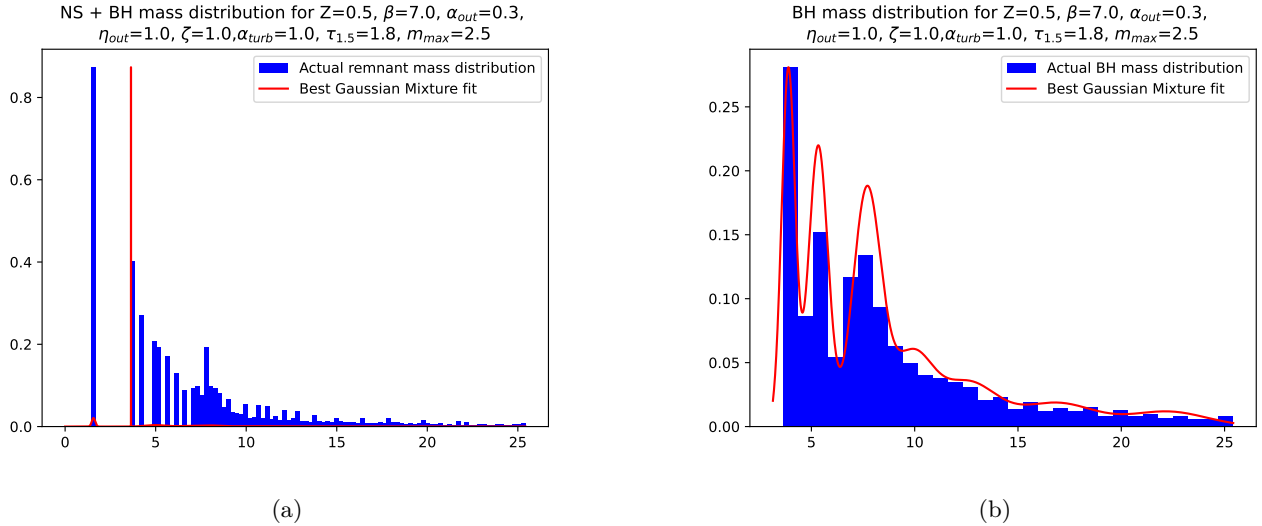 NS + BH mass distribution for Z=0.5, β=7.0, α_out=0.3,
η_out=1.0, ζ=1.0,α_turb=1.0, τ_1.5=1.8, m_max=2.5
Actual remnant mass distribution
Best Gaussian Mixture fit
0.8
0.6
0.4
0.2
0.0
0 5 10 15 20 25
(a)
BH mass distribution for Z=0.5, β=7.0, α_out=0.3,
η_out=1.0, ζ=1.0,α_turb=1.0, τ_1.5=1.8, m_max=2.5
Actual BH mass distribution
Best Gaussian Mixture fit
0.25
0.20
0.15
0.10
0.05
0.00
5 10 15 20 25
(b)